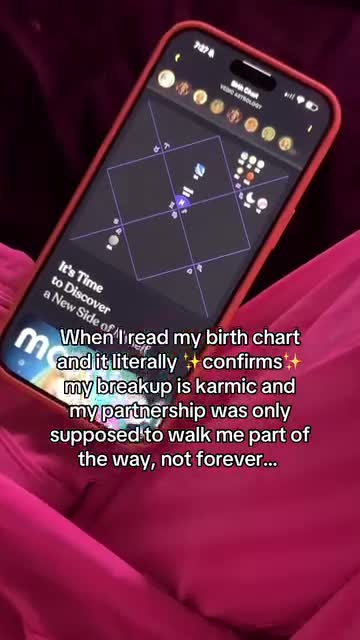 7:27
Birth Chart
VEDIC ASTROLOGY
It's Time
to Discover
a New Side of
When I read my birth chart
and it literally ✨confirms✨
my breakup is karmic and
my partnership was only
supposed to walk me part of
the way, not forever...